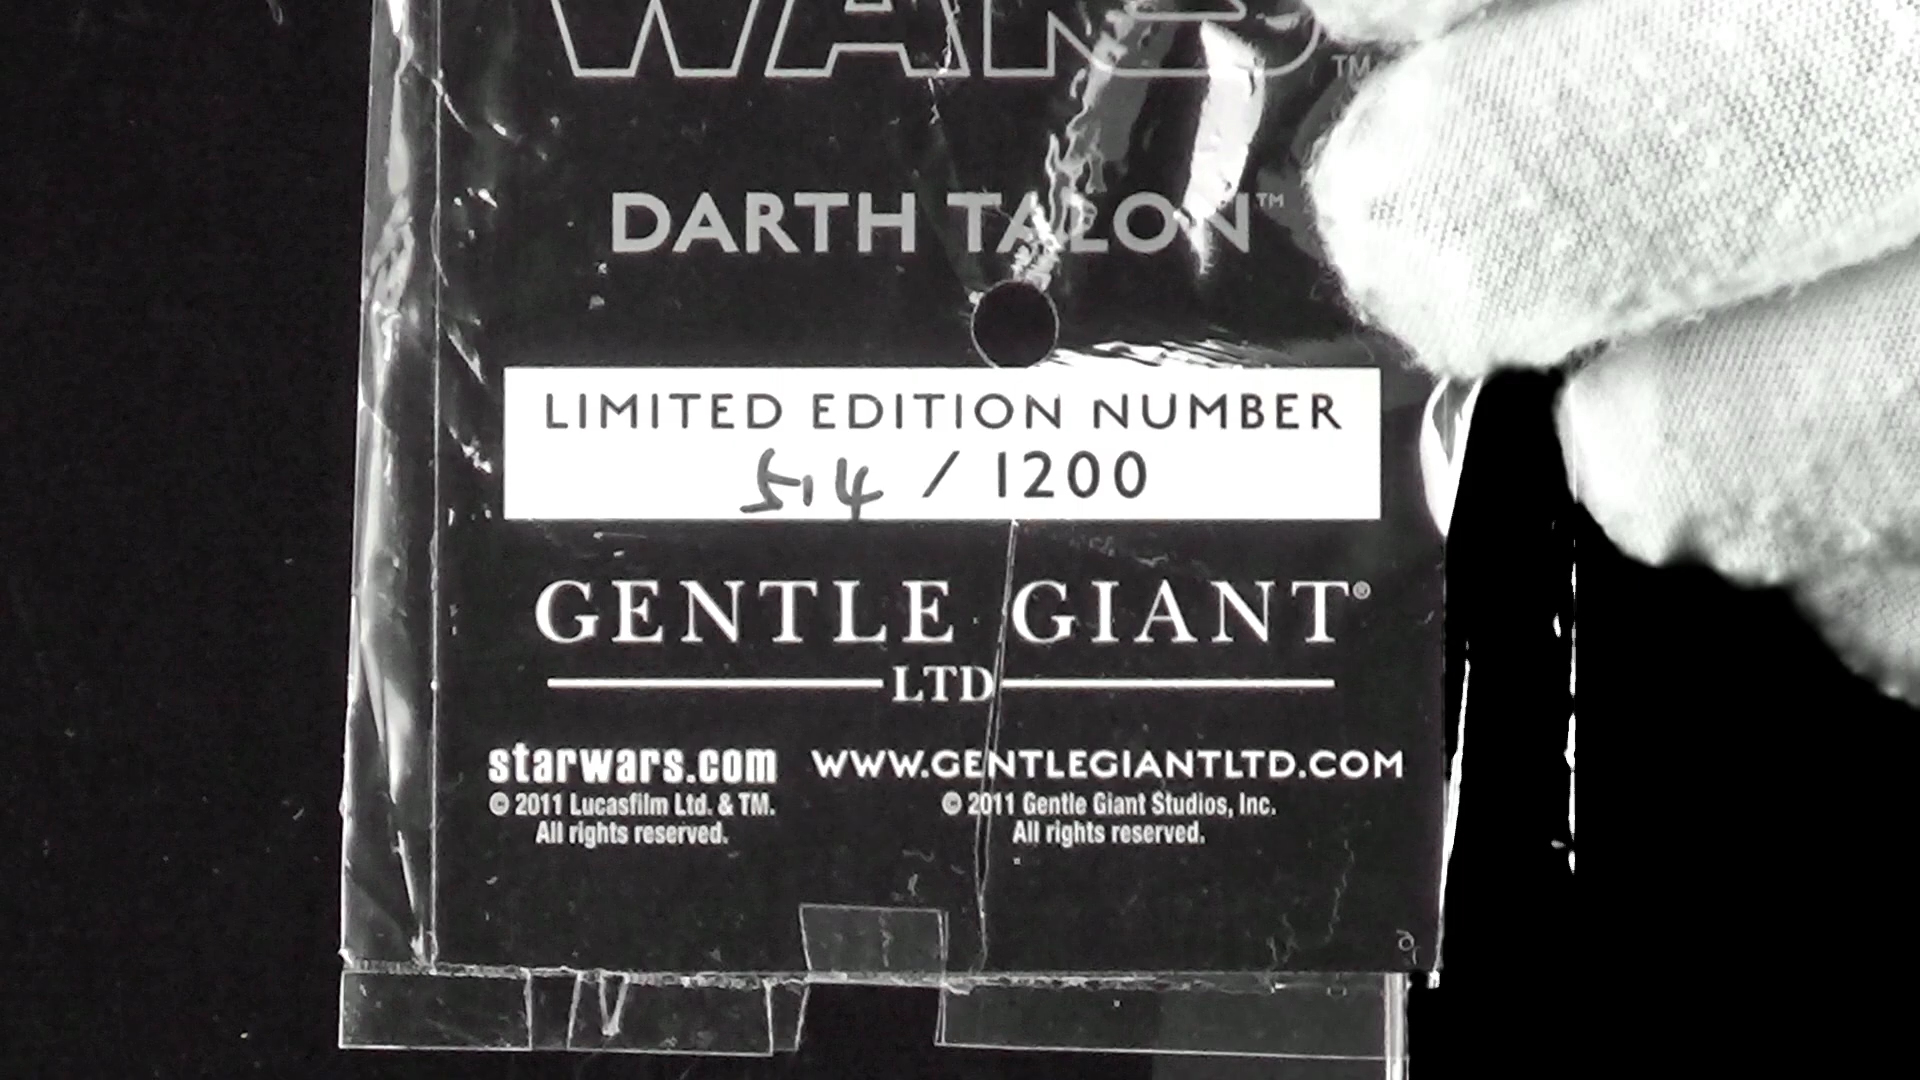 WARS™
DARTH TALON™
LIMITED EDITION NUMBER
514 / 1200
GENTLE GIANT®
LTD
starwars.com WWW.GENTLEGIANTLTD.COM
© 2011 Lucasfilm Ltd. & TM. © 2011 Gentle Giant Studios, Inc.
All rights reserved. All rights reserved.